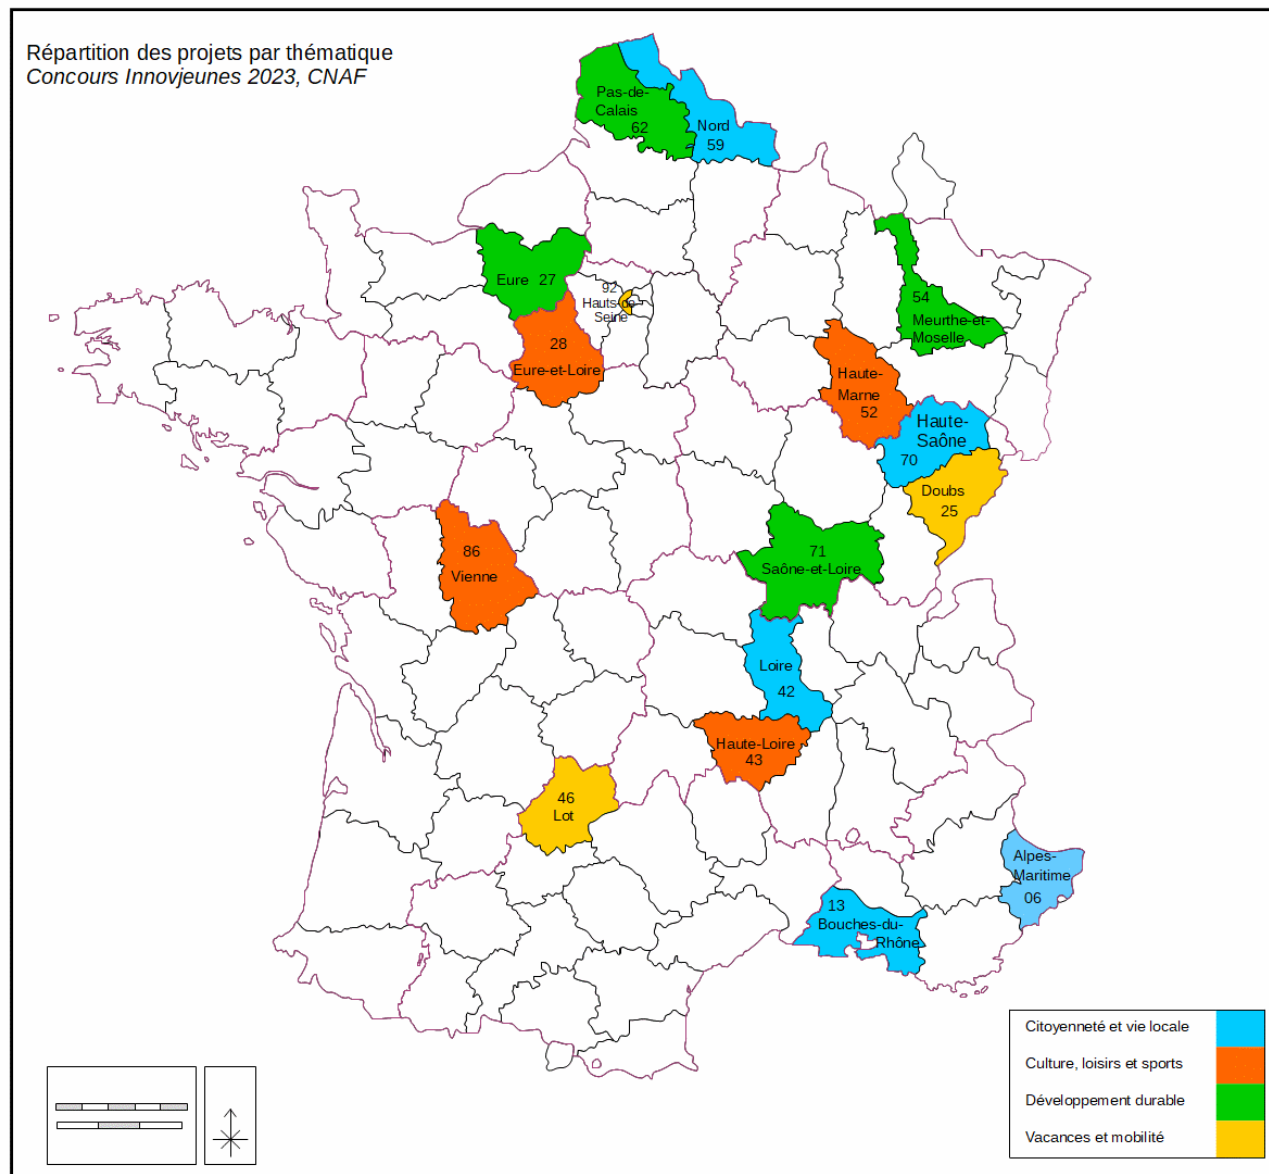 Répartition des projets par thématique
Concours Innovjeunes 2023, CNAF
Pas-de-
Calais
62
Nord
59
Eure 27
92
Hauts-de-
Seine
28
Eure-et-Loire
54
Meurthe-et-
Moselle
Haute-
Marne
52
Haute-
Saône
70
Doubs
25
86
Vienne
71
Saône-et-Loire
Loire
42
Haute-Loire
43
46
Lot
Alpes-
Maritime
06
13
Bouches-du-
Rhône
Citoyenneté et vie locale
Culture, loisirs et sports
Développement durable
Vacances et mobilité